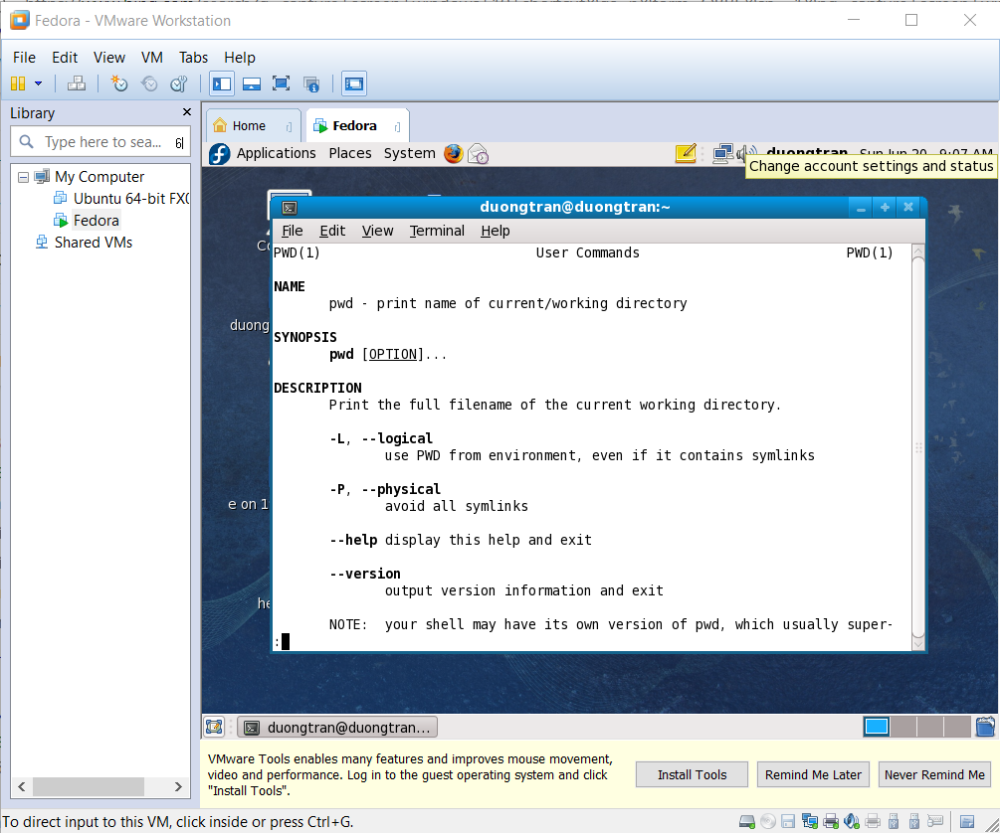 Fedora - VMware Workstation
File Edit View VM Tabs Help
Library
Type here to sea...
My Computer
Ubuntu 64-bit FX(
Fedora
Shared VMs
Home
Fedora
Applications Places System
duongtran Sun Jun 20, 9:07 AM
Change account settings and status
duongtran@duongtran:~
File Edit View Terminal Help
PWD(1) User Commands PWD(1)
NAME
pwd - print name of current/working directory
SYNOPSIS
pwd [OPTION]...
DESCRIPTION
Print the full filename of the current working directory.
-L, --logical
use PWD from environment, even if it contains symlinks
-P, --physical
avoid all symlinks
--help display this help and exit
--version
output version information and exit
NOTE: your shell may have its own version of pwd, which usually super-
:
duong
e on 1
he
duongtran@duongtran...
VMware Tools enables many features and improves mouse movement,
video and performance. Log in to the guest operating system and click
"Install Tools".
Install Tools
Remind Me Later
Never Remind Me
To direct input to this VM, click inside or press Ctrl+G.